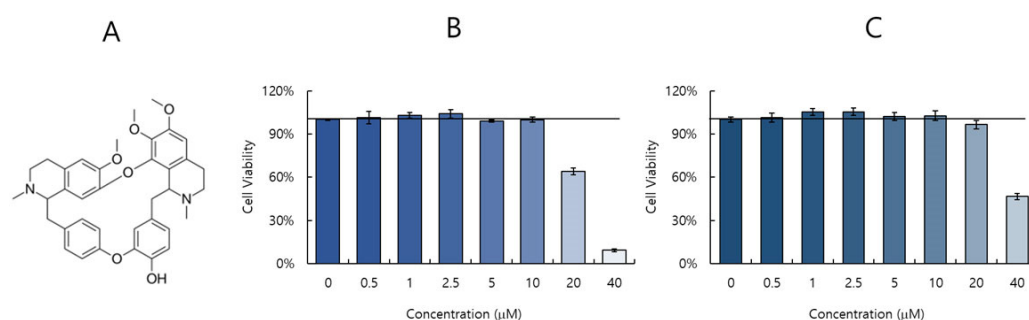 A
O
O
O
O
O
N
N
O
OH
B
120%
90%
60%
30%
0%
Cell Viability
0 0.5 1 2.5 5 10 20 40
Concentration (μM)
C
120%
90%
60%
30%
0%
Cell Viability
0 0.5 1 2.5 5 10 20 40
Concentration (μM)